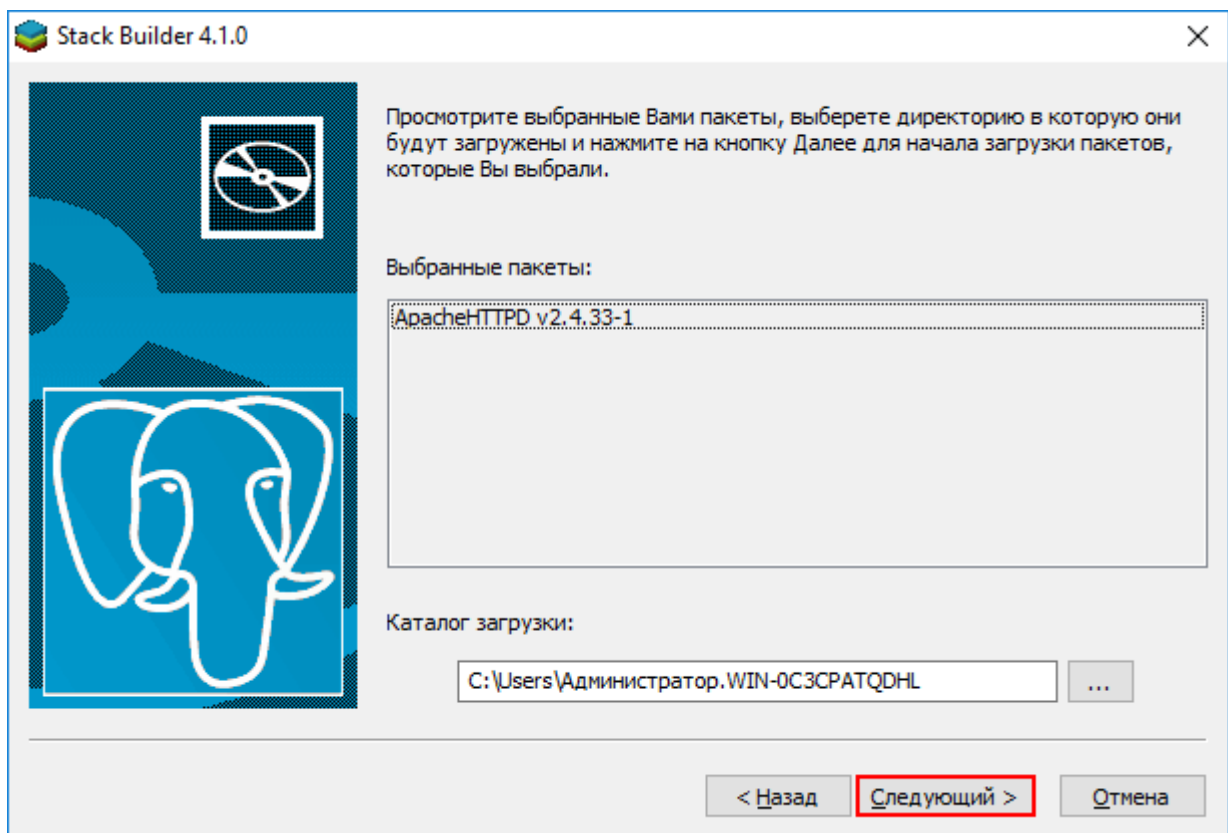 Stack Builder 4.1.0
Просмотрите выбранные Вами пакеты, выберете директорию в которую они
будут загружены и нажмите на кнопку Далее для начала загрузки пакетов,
которые Вы выбрали.
Выбранные пакеты:
ApacheHTTPD v2.4.33-1
Каталог загрузки:
C:\Users\Администратор.WIN-0C3CPATQDHL
...
< Назад
Следующий >
Отмена